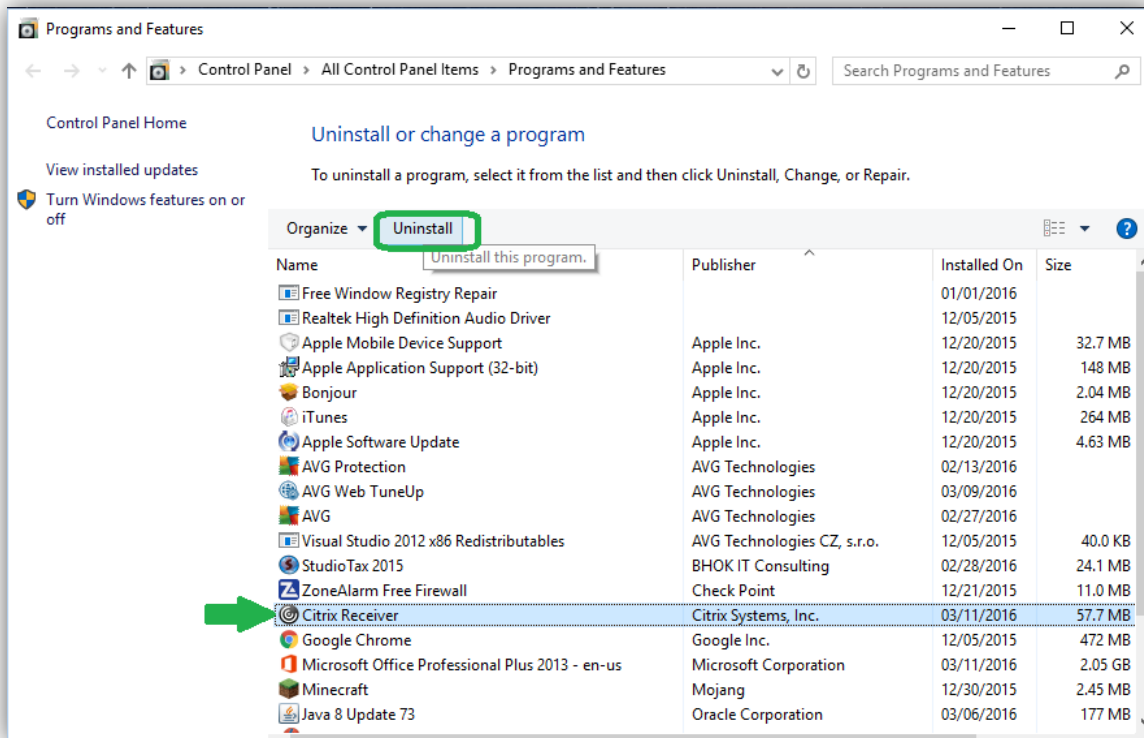 Programs and Features
Control Panel > All Control Panel Items > Programs and Features
Search Programs and Features
Control Panel Home
View installed updates
Turn Windows features on or
off
Uninstall or change a program
To uninstall a program, select it from the list and then click Uninstall, Change, or Repair.
Organize Uninstall
Uninstall this program.
Name Publisher Installed On Size
Free Window Registry Repair 01/01/2016
Realtek High Definition Audio Driver 12/05/2015
Apple Mobile Device Support Apple Inc. 12/20/2015 32.7 MB
Apple Application Support (32-bit) Apple Inc. 12/20/2015 148 MB
Bonjour Apple Inc. 12/20/2015 2.04 MB
iTunes Apple Inc. 12/20/2015 264 MB
Apple Software Update Apple Inc. 12/20/2015 4.63 MB
AVG Protection AVG Technologies 02/13/2016
AVG Web TuneUp AVG Technologies 03/09/2016
AVG AVG Technologies 02/27/2016
Visual Studio 2012 x86 Redistributables AVG Technologies CZ, s.r.o. 12/05/2015 40.0 KB
StudioTax 2015 BHOK IT Consulting 02/28/2016 24.1 MB
ZoneAlarm Free Firewall Check Point 12/21/2015 11.0 MB
Citrix Receiver Citrix Systems, Inc. 03/11/2016 57.7 MB
Google Chrome Google Inc. 12/05/2015 472 MB
Microsoft Office Professional Plus 2013 - en-us Microsoft Corporation 03/11/2016 2.05 GB
Minecraft Mojang 12/30/2015 2.45 MB
Java 8 Update 73 Oracle Corporation 03/06/2016 177 MB